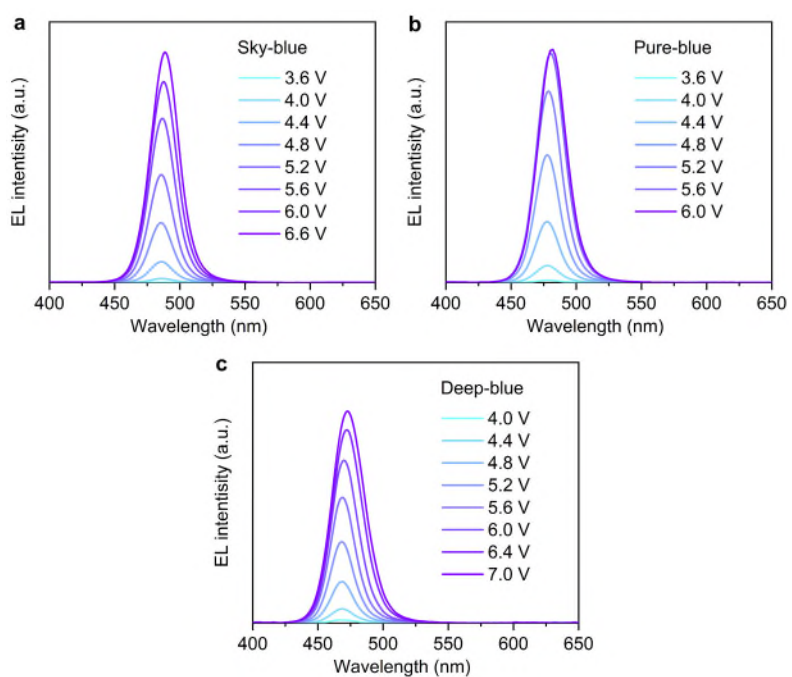 a
Sky-blue
3.6 V
4.0 V
4.4 V
4.8 V
5.2 V
5.6 V
6.0 V
6.6 V
EL intentisity (a.u.)
400 450 500 550 600 650
Wavelength (nm)
b
Pure-blue
3.6 V
4.0 V
4.4 V
4.8 V
5.2 V
5.6 V
6.0 V
EL intentisity (a.u.)
400 450 500 550 600 650
Wavelength (nm)
c
Deep-blue
4.0 V
4.4 V
4.8 V
5.2 V
5.6 V
6.0 V
6.4 V
7.0 V
EL intentisity (a.u.)
400 450 500 550 600 650
Wavelength (nm)